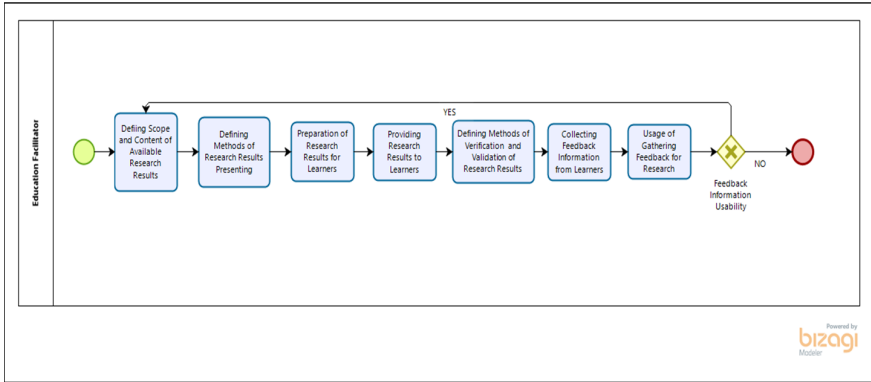 Education Facilitator
YES
Defiing Scope
and Content of
Available
Research
Results
Defining
Methods of
Research Results
Presenting
Preparation of
Research
Results for
Learners
Providing
Research
Results to
Learners
Defining Methods of
Verification and
Validation of
Research Results
Collecting
Feedback
Information
from Learners
Usage of
Gathering
Feedback for
Research
NO
Feedback
Information
Usability
Powered by
bizagi
Modeler